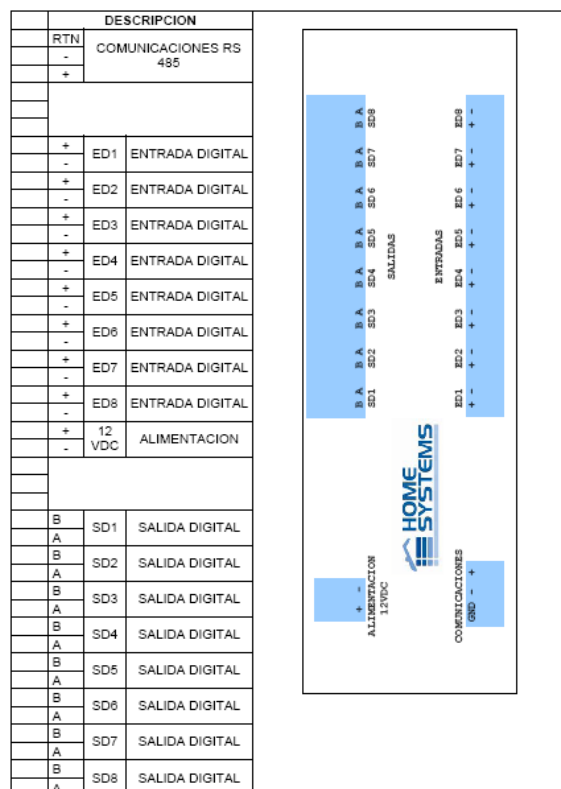 DESCRIPCION
RTN
-
+
COMUNICACIONES RS
485
+
-
ED1 ENTRADA DIGITAL
+
-
ED2 ENTRADA DIGITAL
+
-
ED3 ENTRADA DIGITAL
+
-
ED4 ENTRADA DIGITAL
+
-
ED5 ENTRADA DIGITAL
+
-
ED6 ENTRADA DIGITAL
+
-
ED7 ENTRADA DIGITAL
+
-
ED8 ENTRADA DIGITAL
+
-
12
VDC
ALIMENTACION
B
A
SD1 SALIDA DIGITAL
B
A
SD2 SALIDA DIGITAL
B
A
SD3 SALIDA DIGITAL
B
A
SD4 SALIDA DIGITAL
B
A
SD5 SALIDA DIGITAL
B
A
SD6 SALIDA DIGITAL
B
A
SD7 SALIDA DIGITAL
B
A
SD8 SALIDA DIGITAL
B A B A B A B A B A B A B A B A
SD1 SD2 SD3 SD4 SD5 SD6 SD7 SD8
SALIDAS
ENTRADAS
ED1 ED2 ED3 ED4 ED5 ED6 ED7 ED8
+ - + - + - + - + - + - + - + -
HOME
SYSTEMS
+ -
ALIMENTACION
12VDC
COMUNICACIONES
GND - +